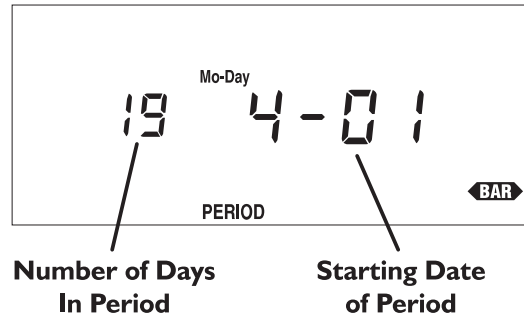 Mo-Day
19 4-01
BAR
PERIOD
Number of Days
In Period
Starting Date
of Period